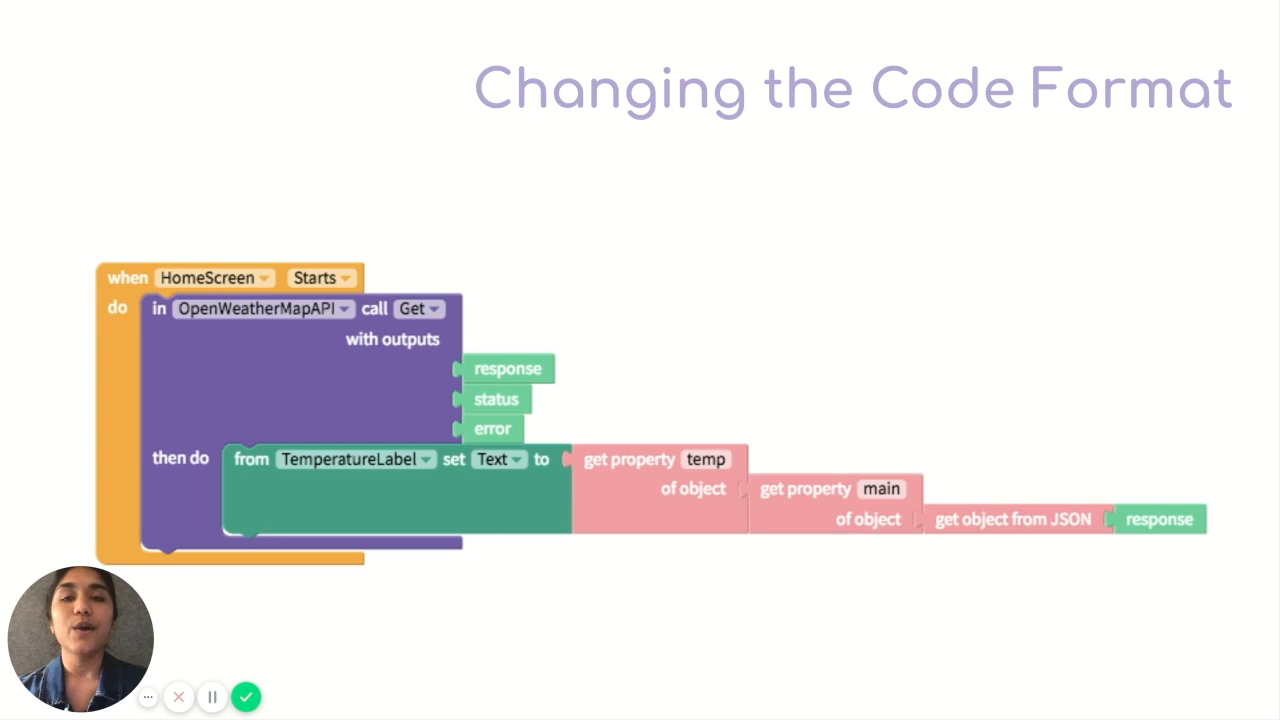 Changing the Code Format
when HomeScreen Starts
do in OpenWeatherMapAPI call Get
with outputs
response
status
error
then do from TemperatureLabel set Text to get property temp
of object get property main
of object get object from JSON response